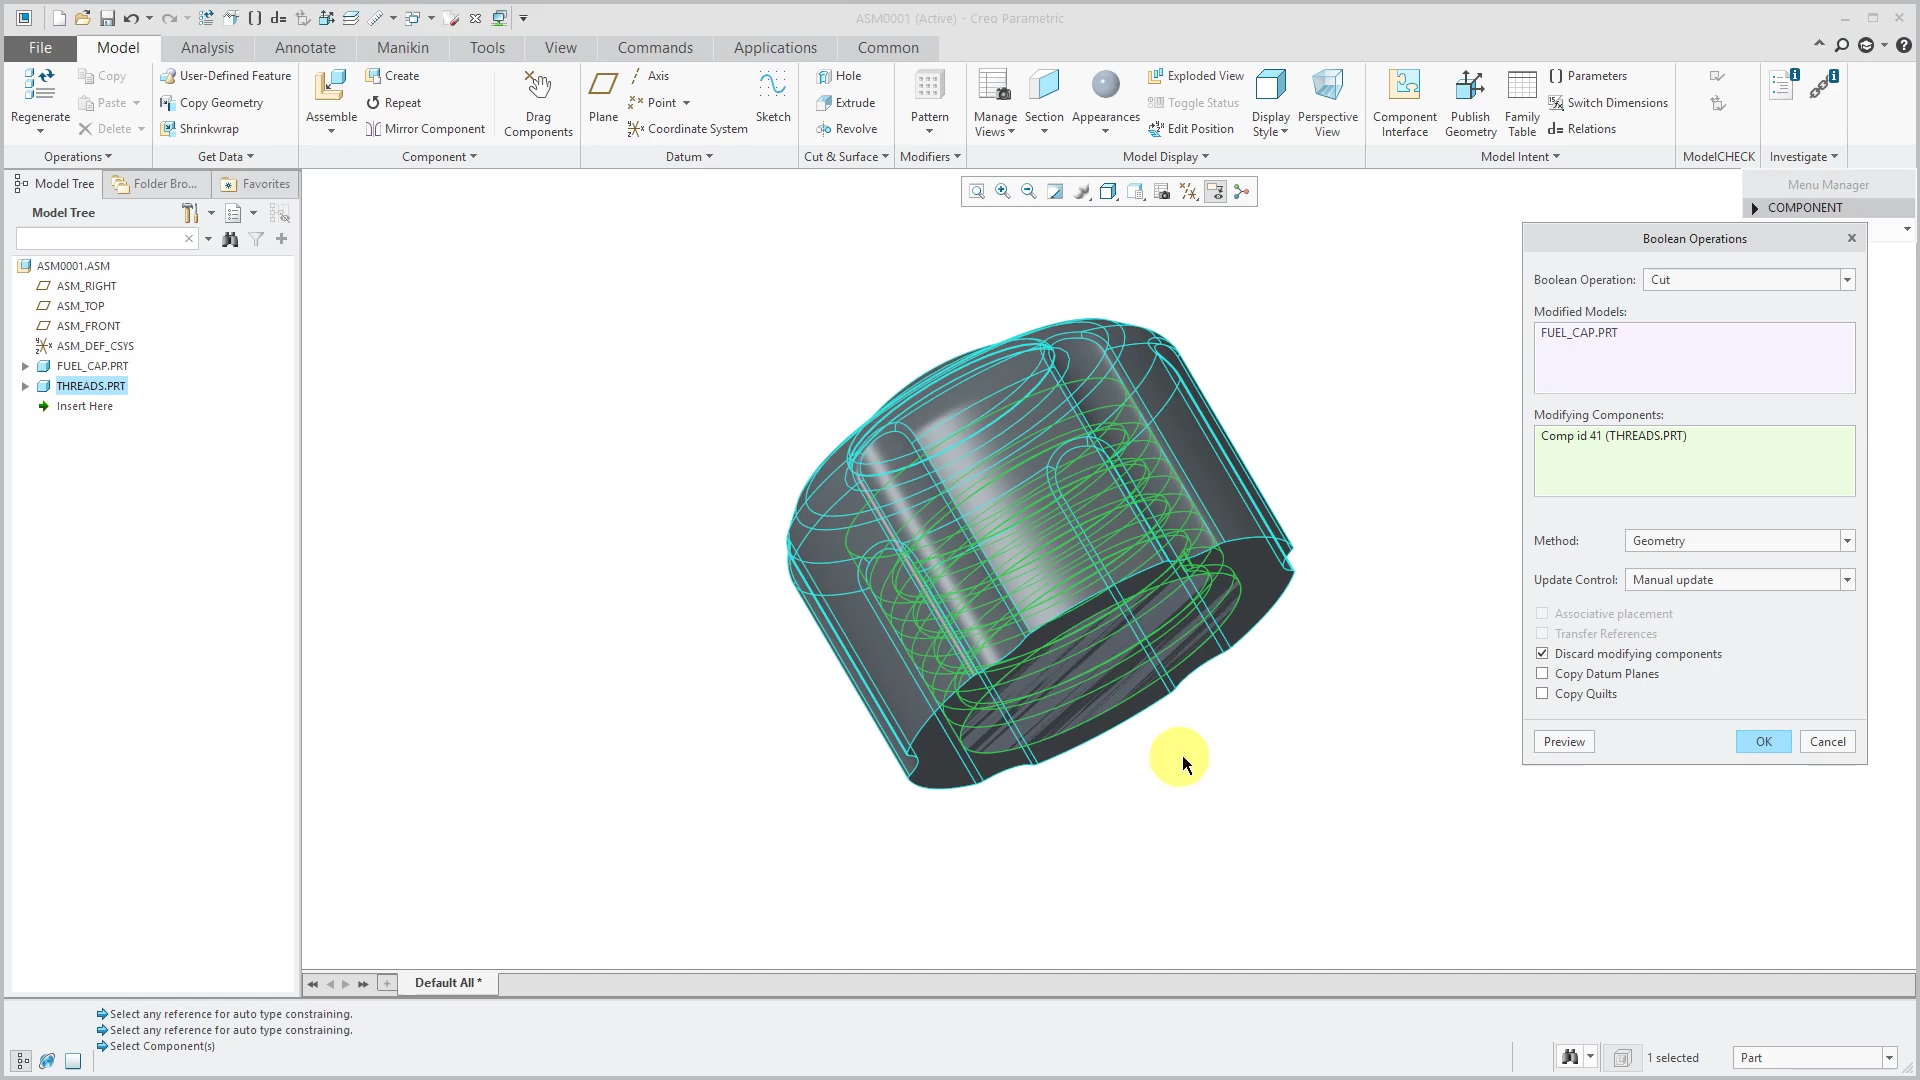 ASM0001 (Active) - Creo Parametric
File Model Analysis Annotate Manikin Tools View Commands Applications Common
Regenerate
Copy
Paste
Delete
Operations
User-Defined Feature
Copy Geometry
Shrinkwrap
Get Data
Assemble
Create
Repeat
Mirror Component
Drag
Components
Component
Plane
Axis
Point
Coordinate System
Sketch
Datum
Hole
Extrude
Revolve
Cut & Surface
Pattern
Modifiers
Manage
Views
Section
Appearances
Exploded View
Toggle Status
Edit Position
Display
Style
Perspective
View
Model Display
Component
Interface
Publish
Geometry
Family
Table
Parameters
Switch Dimensions
d= Relations
Model Intent
ModelCHECK
Investigate
Model Tree Folder Bro... Favorites
Model Tree
ASM0001.ASM
ASM_RIGHT
ASM_TOP
ASM_FRONT
ASM_DEF_CSYS
FUEL_CAP.PRT
THREADS.PRT
Insert Here
Menu Manager
COMPONENT
Boolean Operations
Boolean Operation: Cut
Modified Models:
FUEL_CAP.PRT
Modifying Components:
Comp id 41 (THREADS.PRT)
Method: Geometry
Update Control: Manual update
Associative placement
Transfer References
Discard modifying components
Copy Datum Planes
Copy Quilts
Preview OK Cancel
Default All *
Select any reference for auto type constraining.
Select any reference for auto type constraining.
Select Component(s)
1 selected
Part